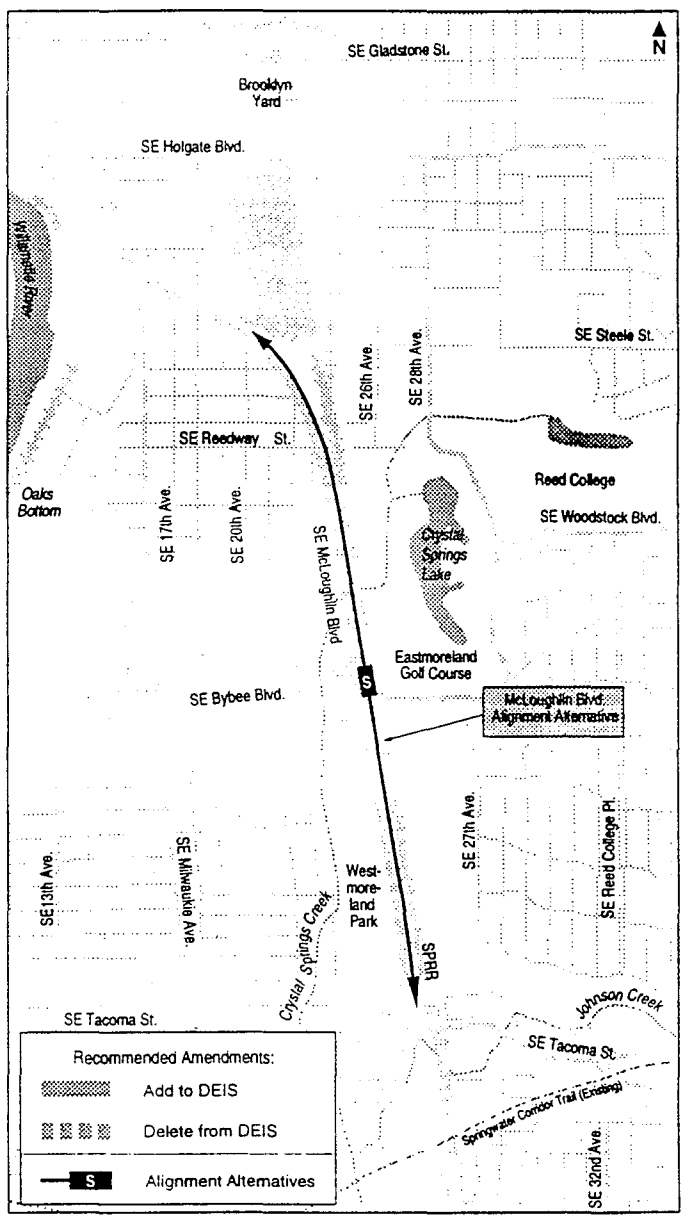 SE Gladstone St.
N
Brooklyn
Yard
SE Holgate Blvd.
Willamette River
SE Steele St.
SE 26th Ave.
SE 28th Ave.
SE Reedway St.
Reed College
Oaks
Bottom
SE 17th Ave.
SE 20th Ave.
SE Woodstock Blvd.
Crystal
Springs
Lake
SE McLoughlin Blvd
Eastmoreland
Golf Course
S
SE Bybee Blvd.
McLoughlin Blvd.
Alignment Alternative
SE 27th Ave.
SE Reed College Pl.
SE13th Ave.
SE Milwaukie Ave.
West-
more-
land
Park
Crystal Springs Creek
SPRR
Johnson Creek
SE Tacoma St.
SE Tacoma St.
Springwater Corridor Trail (Existing)
SE 32nd Ave.
Recommended Amendments:
Add to DEIS
Delete from DEIS
S Alignment Alternatives